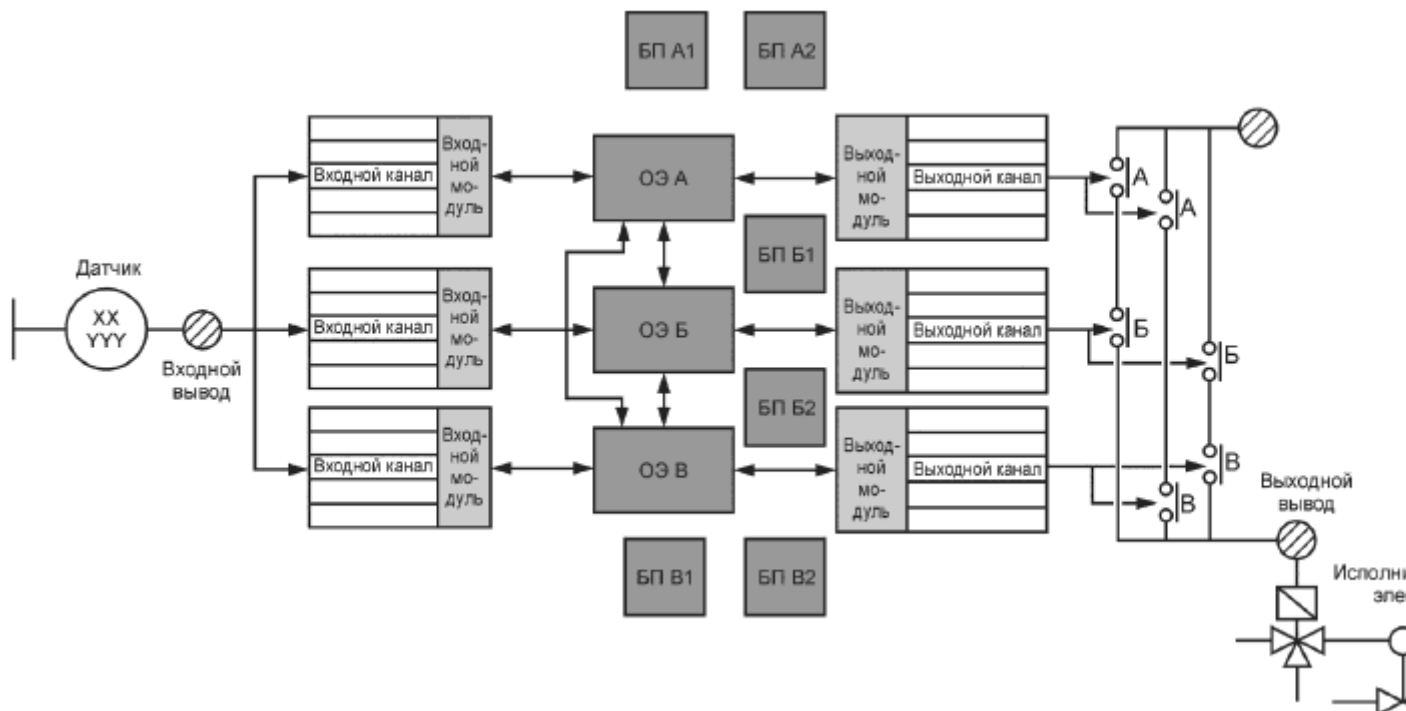 БП А1
БП А2
Вход-
ной
мо-
дуль
Входной канал
ОЭ А
Выход-
ной
мо-
дуль
Выходной канал
А
А
БП Б1
Датчик
XX
YYY
Входной
вывод
Вход-
ной
мо-
дуль
Входной канал
ОЭ Б
Выход-
ной
мо-
дуль
Выходной канал
Б
Б
БП Б2
Вход-
ной
мо-
дуль
Входной канал
ОЭ В
Выход-
ной
мо-
дуль
Выходной канал
В
В
Выходной
вывод
БП В1
БП В2